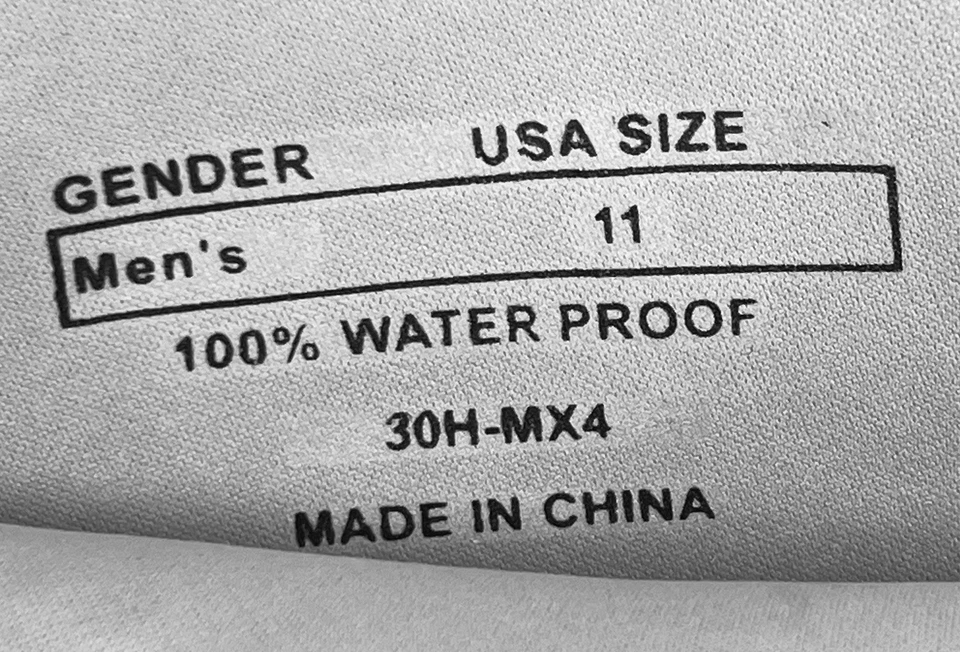 GENDER USA SIZE
Men's 11
100% WATER PROOF
30H-MX4
MADE IN CHINA